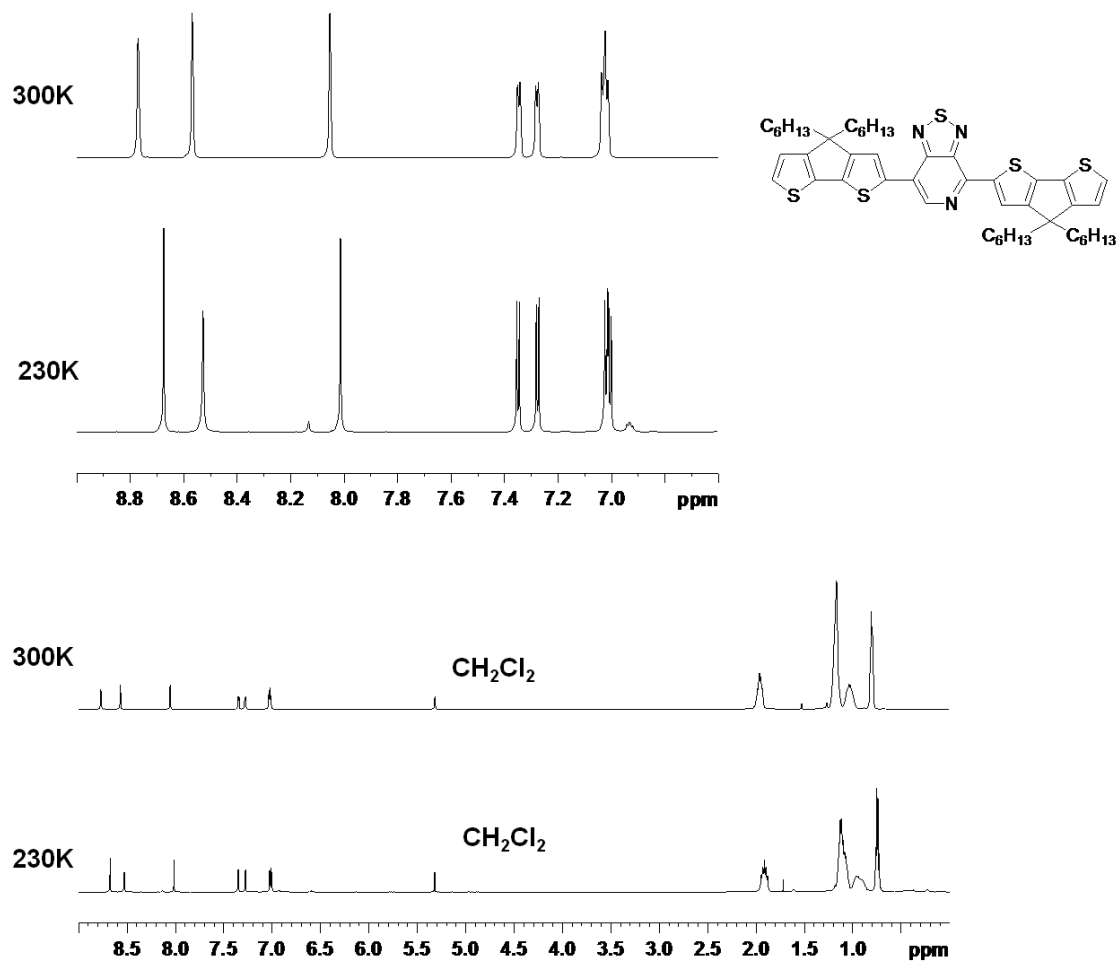 300K
230K
8.8 8.6 8.4 8.2 8.0 7.8 7.6 7.4 7.2 7.0 ppm
C₆H₁₃ C₆H₁₃
N S N
S S N S S
C₆H₁₃ C₆H₁₃
300K
CH₂Cl₂
230K
CH₂Cl₂
8.5 8.0 7.5 7.0 6.5 6.0 5.5 5.0 4.5 4.0 3.5 3.0 2.5 2.0 1.5 1.0 ppm